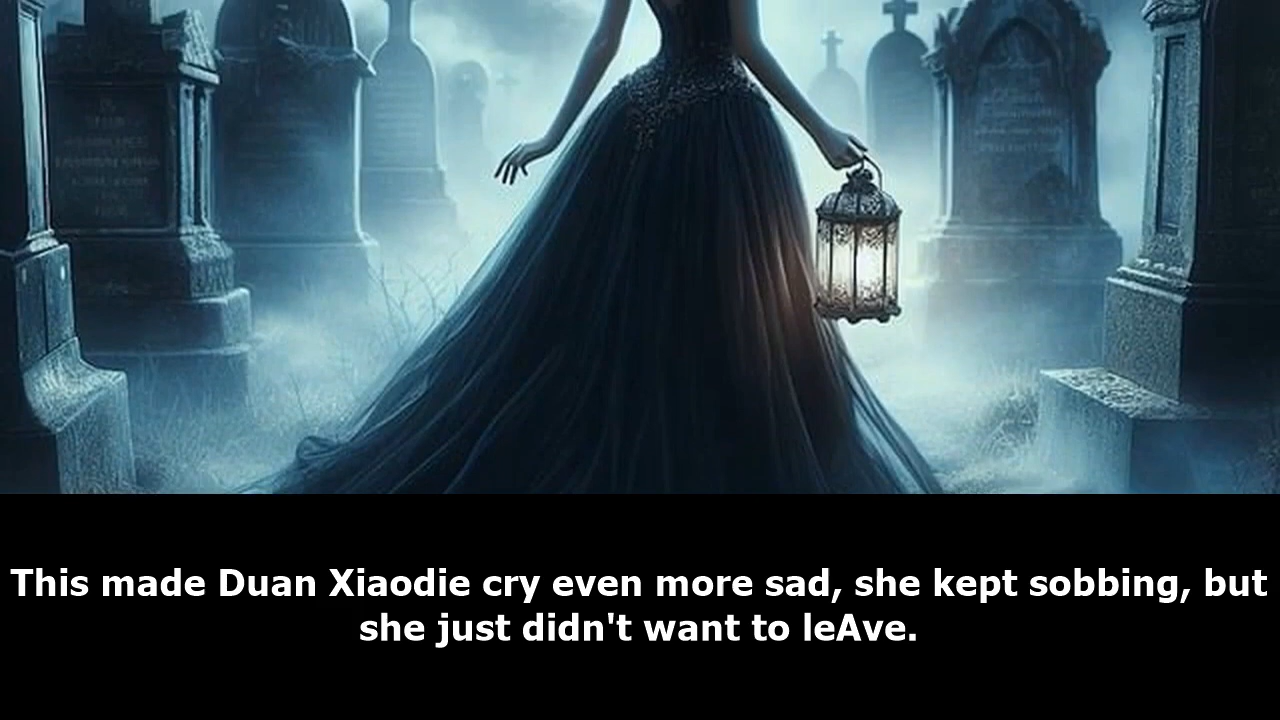 This made Duan Xiaodie cry even more sad, she kept sobbing, but
she just didn't want to leAve.